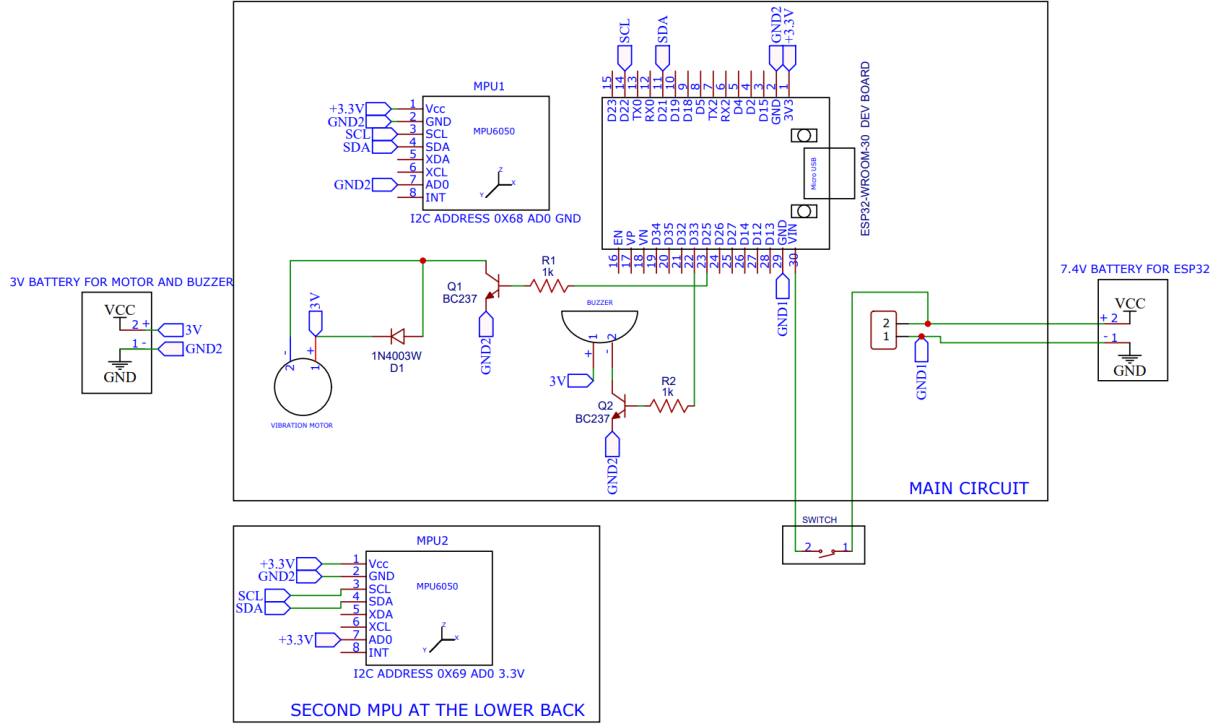 SCL
SDA
GND2
+3.3V
15
14
13
12
11
10
9
8
7
6
5
4
3
2
1
D23
D22
TX0
RX0
D21
D19
D18
D5
TX2
RX2
D4
D2
D15
GND
3V3
Micro USB
ESP32-WROOM-30 DEV BOARD
EN
VP
VN
D34
D35
D32
D33
D25
D26
D27
D14
D12
D13
GND
VIN
16
17
18
19
20
21
22
23
24
25
26
27
28
29
30
GND1
MPU1
MPU6050
+3.3V 1 Vcc
GND2 2 GND
SCL 3 SCL
SDA 4 SDA
5 XDA
6 XCL
GND2 7 AD0
8 INT
Z
X
Y
I2C ADDRESS 0X68 AD0 GND
3V BATTERY FOR MOTOR AND BUZZER
VCC
2 + 3V
1 - GND2
GND
3V
- +
2 1
VIBRATION MOTOR
1N4003W
D1
Q1
BC237
GND2
R1
1k
BUZZER
1 2
+ -
3V
Q2
BC237
GND2
R2
1k
7.4V BATTERY FOR ESP32
VCC
+ 2
- 1
GND
2
1
GND1
MAIN CIRCUIT
SWITCH
2 1
MPU2
MPU6050
+3.3V 1 Vcc
GND2 2 GND
SCL 3 SCL
SDA 4 SDA
5 XDA
6 XCL
+3.3V 7 AD0
8 INT
Z
X
Y
I2C ADDRESS 0X69 AD0 3.3V
SECOND MPU AT THE LOWER BACK